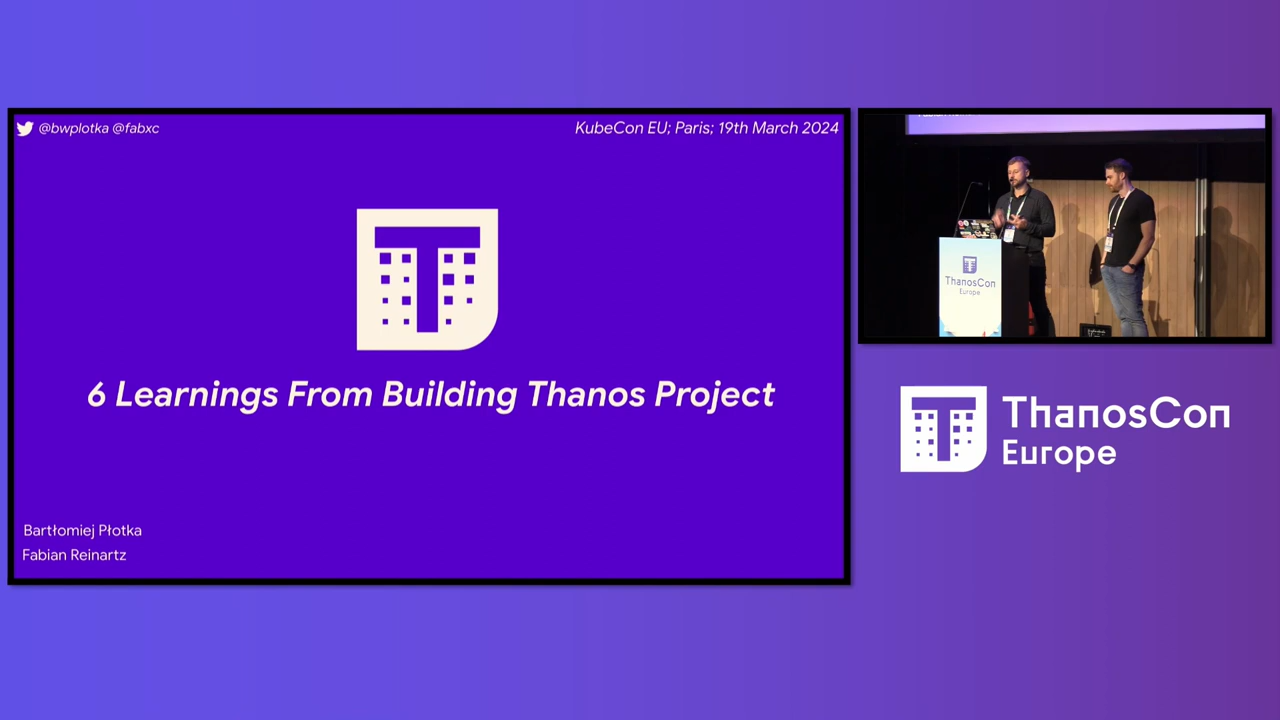 @bwplotka @fabxc
KubeCon EU; Paris; 19th March 2024
6 Learnings From Building Thanos Project
Bartłomiej Płotka
Fabian Reinartz
ThanosCon
Europe
ThanosCon
Europe